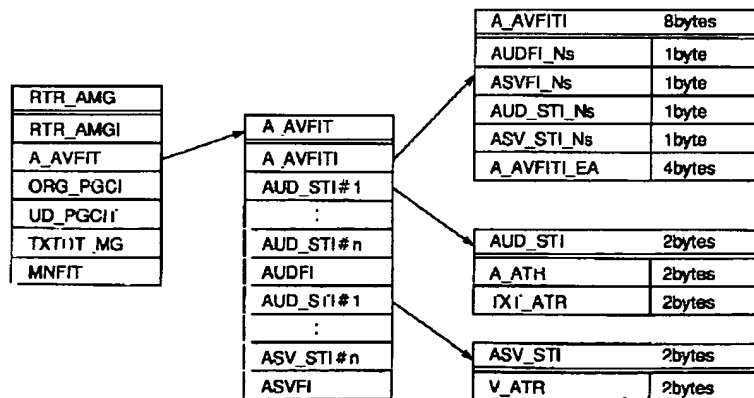 RTR_AMG
RTR_AMGI
A_AVFIT
ORG_PGCI
UD_PGCIT
TXTDT_MG
MNFIT
A_AVFIT
A_AVFITI
AUD_STI#1
:
AUD_STI#n
AUDFI
AUD_STI#1
:
ASV_STI#n
ASVFI
A_AVFITI 8bytes
AUDFI_Ns 1byte
ASVFI_Ns 1byte
AUD_STI_Ns 1byte
ASV_STI_Ns 1byte
A_AVFITI_EA 4bytes
AUD_STI 2bytes
A_ATR 2bytes
TXT_ATR 2bytes
ASV_STI 2bytes
V_ATR 2bytes